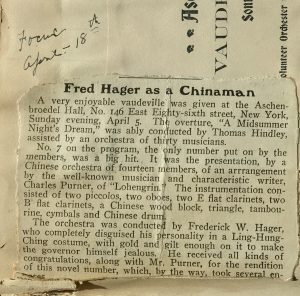 Focus
April - 18th
"As
VAUD
Son
Volunteer Orchester
Fred Hager as a Chinaman
A very enjoyable vaudeville was given at the Aschen-
broedel Hall, No. 146 East Eighty-sixth street, New York,
Sunday evening, April 5. The overture, "A Midsummer
Night's Dream," was ably conducted by Thomas Hindley,
assisted by an orchestra of thirty musicians.
No. 7 on the program, the only number put on by the
members, was a big hit. It was the presentation, by a
Chinese orchestra of fourteen members, of an arrangement
by the well-known musician and characteristic writer,
Charles Purner, of "Lohengrin." The instrumentation con-
sisted of two piccolos, two oboes, two E flat clarinets, two
B flat clarinets, a Chinese wood block, triangle, tambou-
rine, cymbals and Chinese drum.
The orchestra was conducted by Frederick W. Hager,
who completely disguised his personality in a Ling-Hung-
Ching costume, with gold and gilt enough on it to make
the governor himself jealous. He received all kinds of
congratulations, along with Mr. Purner, for the rendition
of this novel number, which, by the way, took several en-